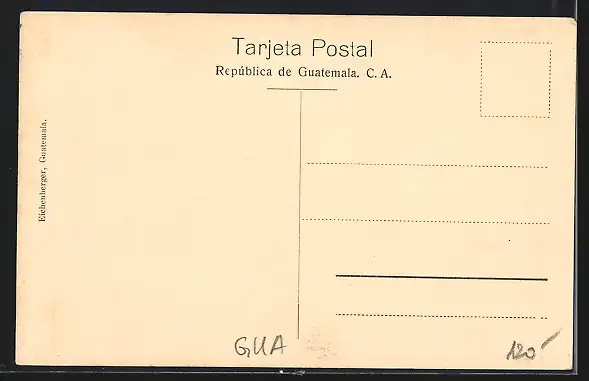 Tarjeta Postal
República de Guatemala. C. A.
Eichenberger, Guatemala.
GUA
120